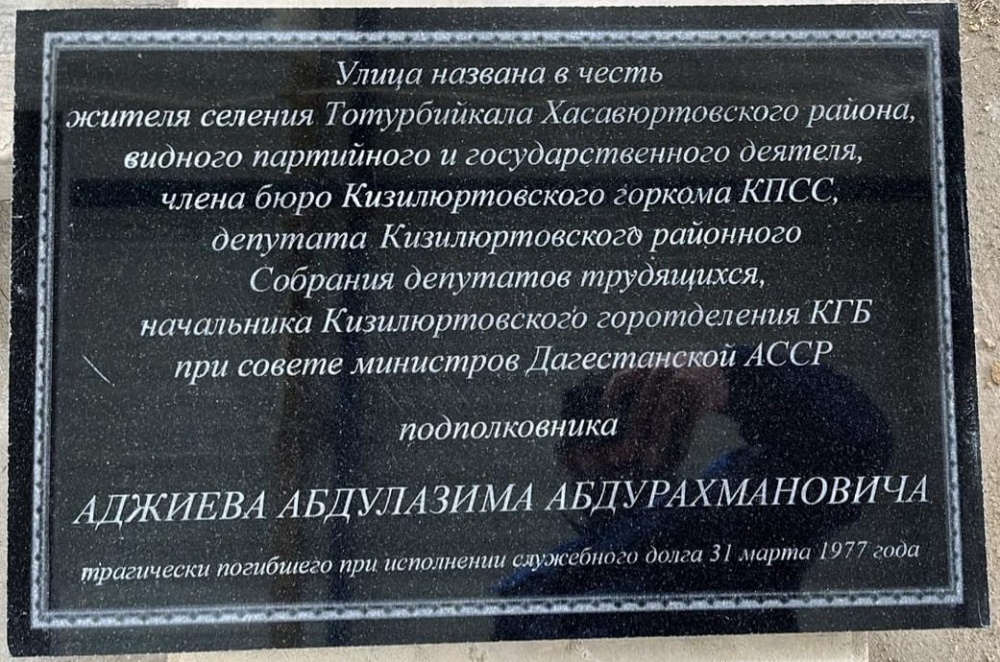 Улица названа в честь
жителя селения Тотурбийкала Хасавюртовского района,
видного партийного и государственного деятеля,
члена бюро Кизилюртовского горкома КПСС,
депутата Кизилюртовского районного
Собрания депутатов трудящихся,
начальника Кизилюртовского горотделения КГБ
при совете министров Дагестанской АССР
подполковника
АДЖИЕВА АБДУЛАЗИМА АБДУРАХМАНОВИЧА
трагически погибшего при исполнении служебного долга 31 марта 1977 года